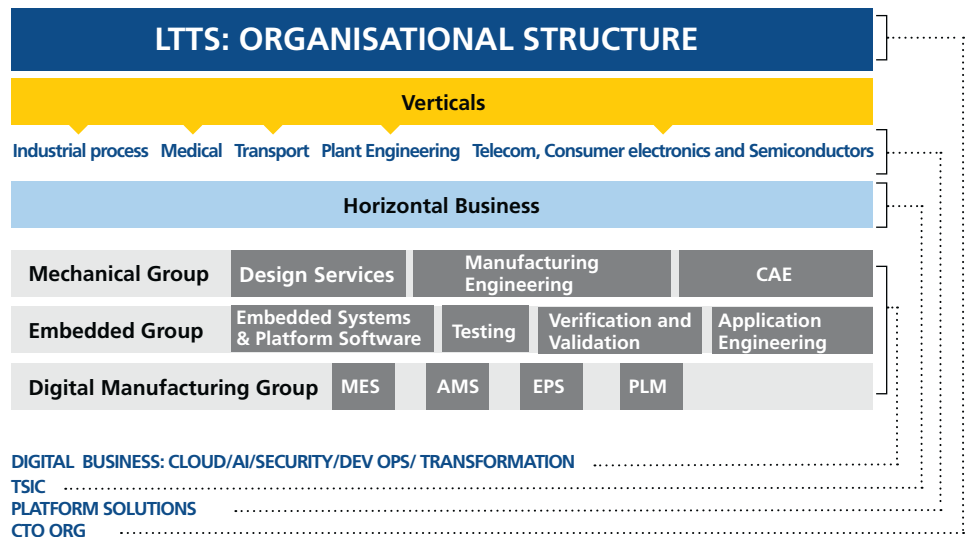 LTTS: ORGANISATIONAL STRUCTURE
Verticals
Industrial process Medical Transport Plant Engineering Telecom, Consumer electronics and Semiconductors
Horizontal Business
Mechanical Group
Design Services
Manufacturing
Engineering
CAE
Embedded Group
Embedded Systems
& Platform Software
Testing
Verification and
Validation
Application
Engineering
Digital Manufacturing Group
MES
AMS
EPS
PLM
DIGITAL BUSINESS: CLOUD/AI/SECURITY/DEV OPS/ TRANSFORMATION
TSIC
PLATFORM SOLUTIONS
CTO ORG